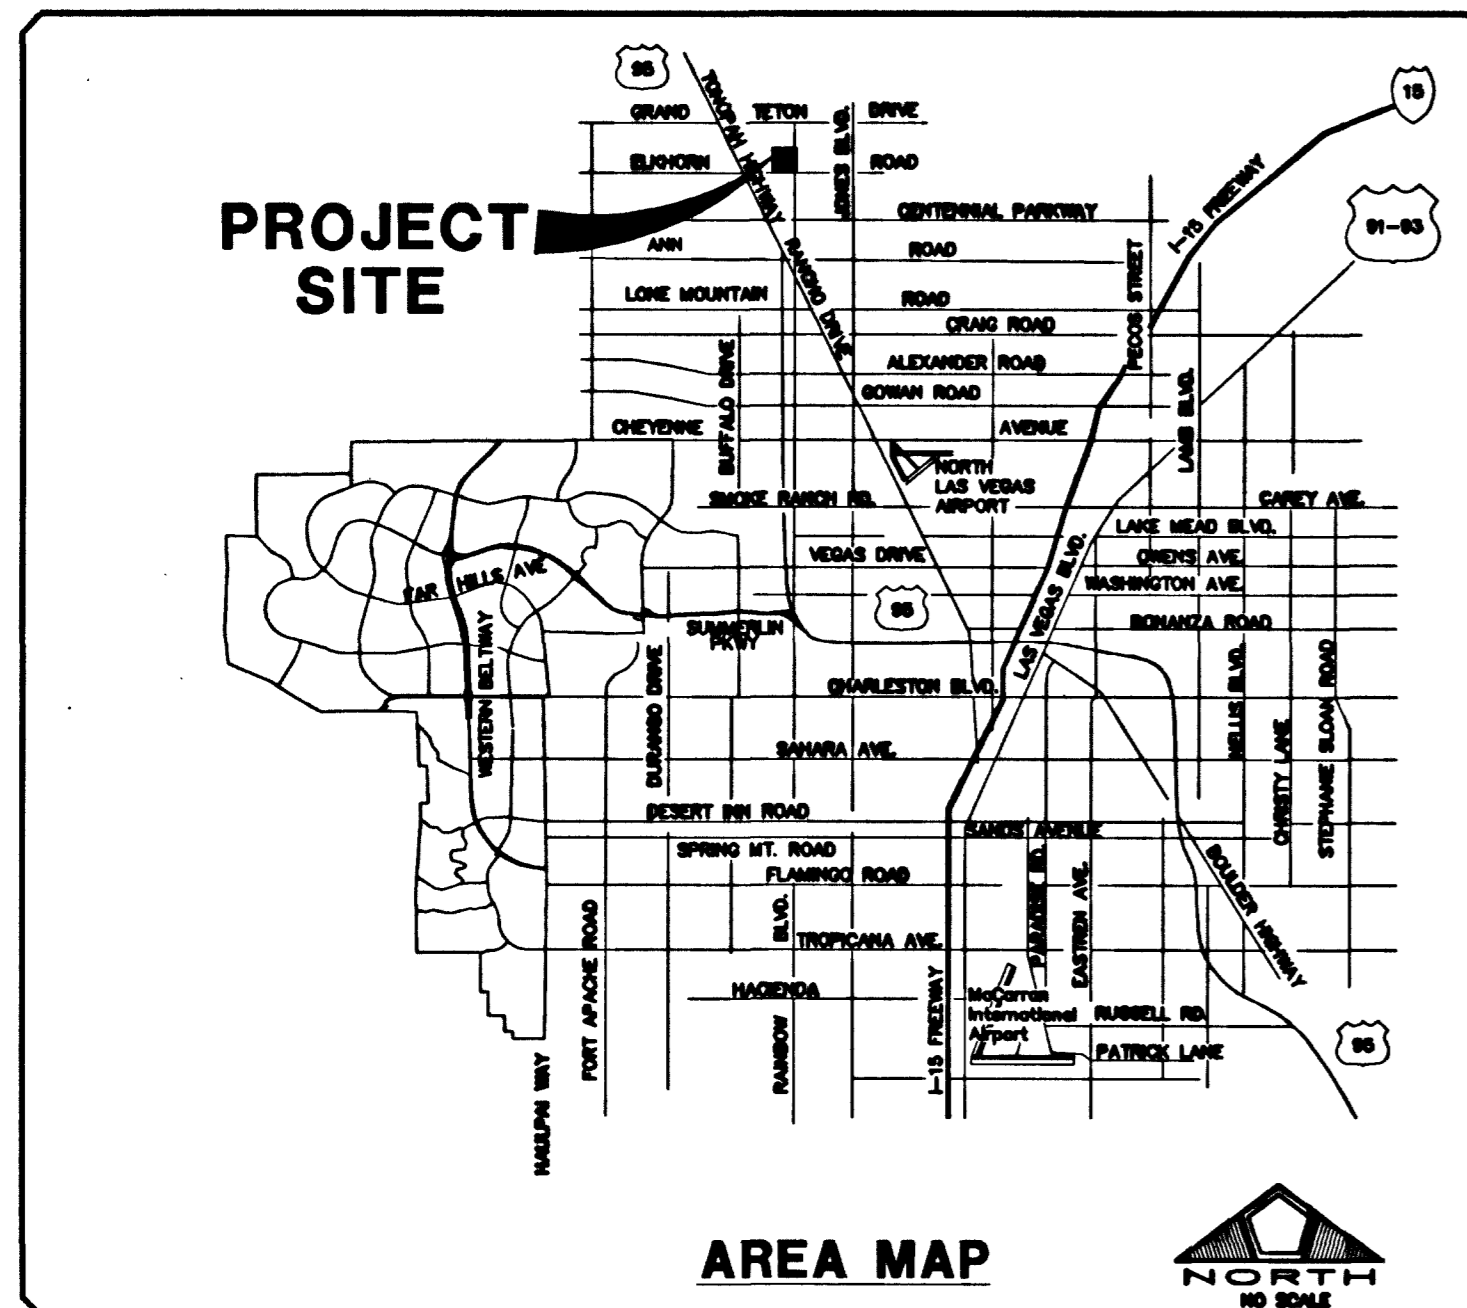 95
15
GRAND TETON DRIVE
TONOPAH HIGHWAY
JONES BLVD.
ELKHORN ROAD
PROJECT
SITE
CENTENNIAL PARKWAY
I-15 FREEWAY
91-93
ANN ROAD
RANCHO DRIVE
PECOS STREET
LONE MOUNTAIN ROAD
CRAIG ROAD
ALEXANDER ROAD
GOWAN ROAD
BUFFALO DRIVE
LAMB BLVD.
CHEYENNE AVENUE
NORTH
LAS VEGAS
AIRPORT
SMOKE RANCH RD.
CAREY AVE.
LAKE MEAD BLVD.
VEGAS DRIVE
OWENS AVE.
WASHINGTON AVE.
FAR HILLS AVE
95
LAS VEGAS BLVD.
SUMMERLIN
PKWY
BONANZA ROAD
WESTERN BELTWAY
DURANGO DRIVE
CHARLESTON BLVD.
NELLIS BLVD.
CHRISTY LANE
STEPHANIE SLOAN ROAD
SAHARA AVE.
DESERT INN ROAD
SANDS AVENUE
SPRING MT. ROAD
FLAMINGO ROAD
BOULDER HIGHWAY
PARADISE RD.
EASTREN AVE.
FORT APACHE ROAD
RAINBOW BLVD.
TROPICANA AVE.
HACIENDA
I-15 FREEWAY
McCarran
International
Airport
RUSSELL RD.
PATRICK LANE
95
HAULPAI WAY
AREA MAP
NORTH
NO SCALE